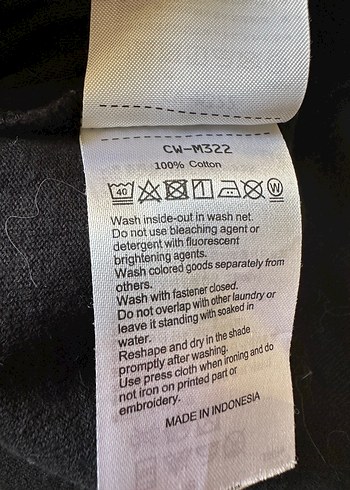 CW-M322
100% Cotton
40
W
Wash inside-out in wash net.
Do not use bleaching agent or
detergent with fluorescent
brightening agents.
Wash colored goods separately from
others.
Wash with fastener closed.
Do not overlap with other laundry or
leave it standing with soaked in
water.
Reshape and dry in the shade
promptly after washing.
Use press cloth when ironing and do
not iron on printed part or
embroidery.
MADE IN INDONESIA